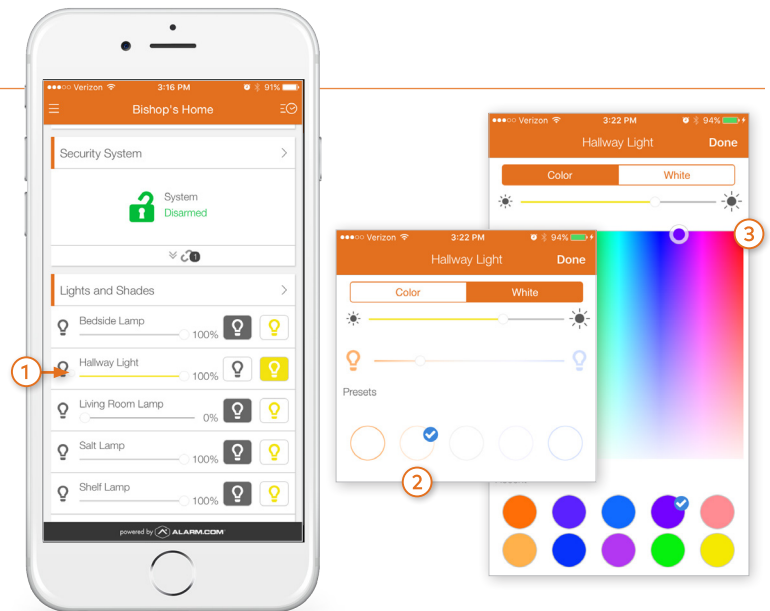 Verizon 3:16 PM 91%
Bishop's Home
Security System
System
Disarmed
1
Lights and Shades
Bedside Lamp
100%
1
Hallway Light
100%
Living Room Lamp
0%
Salt Lamp
100%
Shelf Lamp
100%
powered by ALARM.COM
Verizon 3:22 PM 94%
Hallway Light Done
Color White
Presets
2
Verizon 3:22 PM 94%
Hallway Light Done
Color White
3